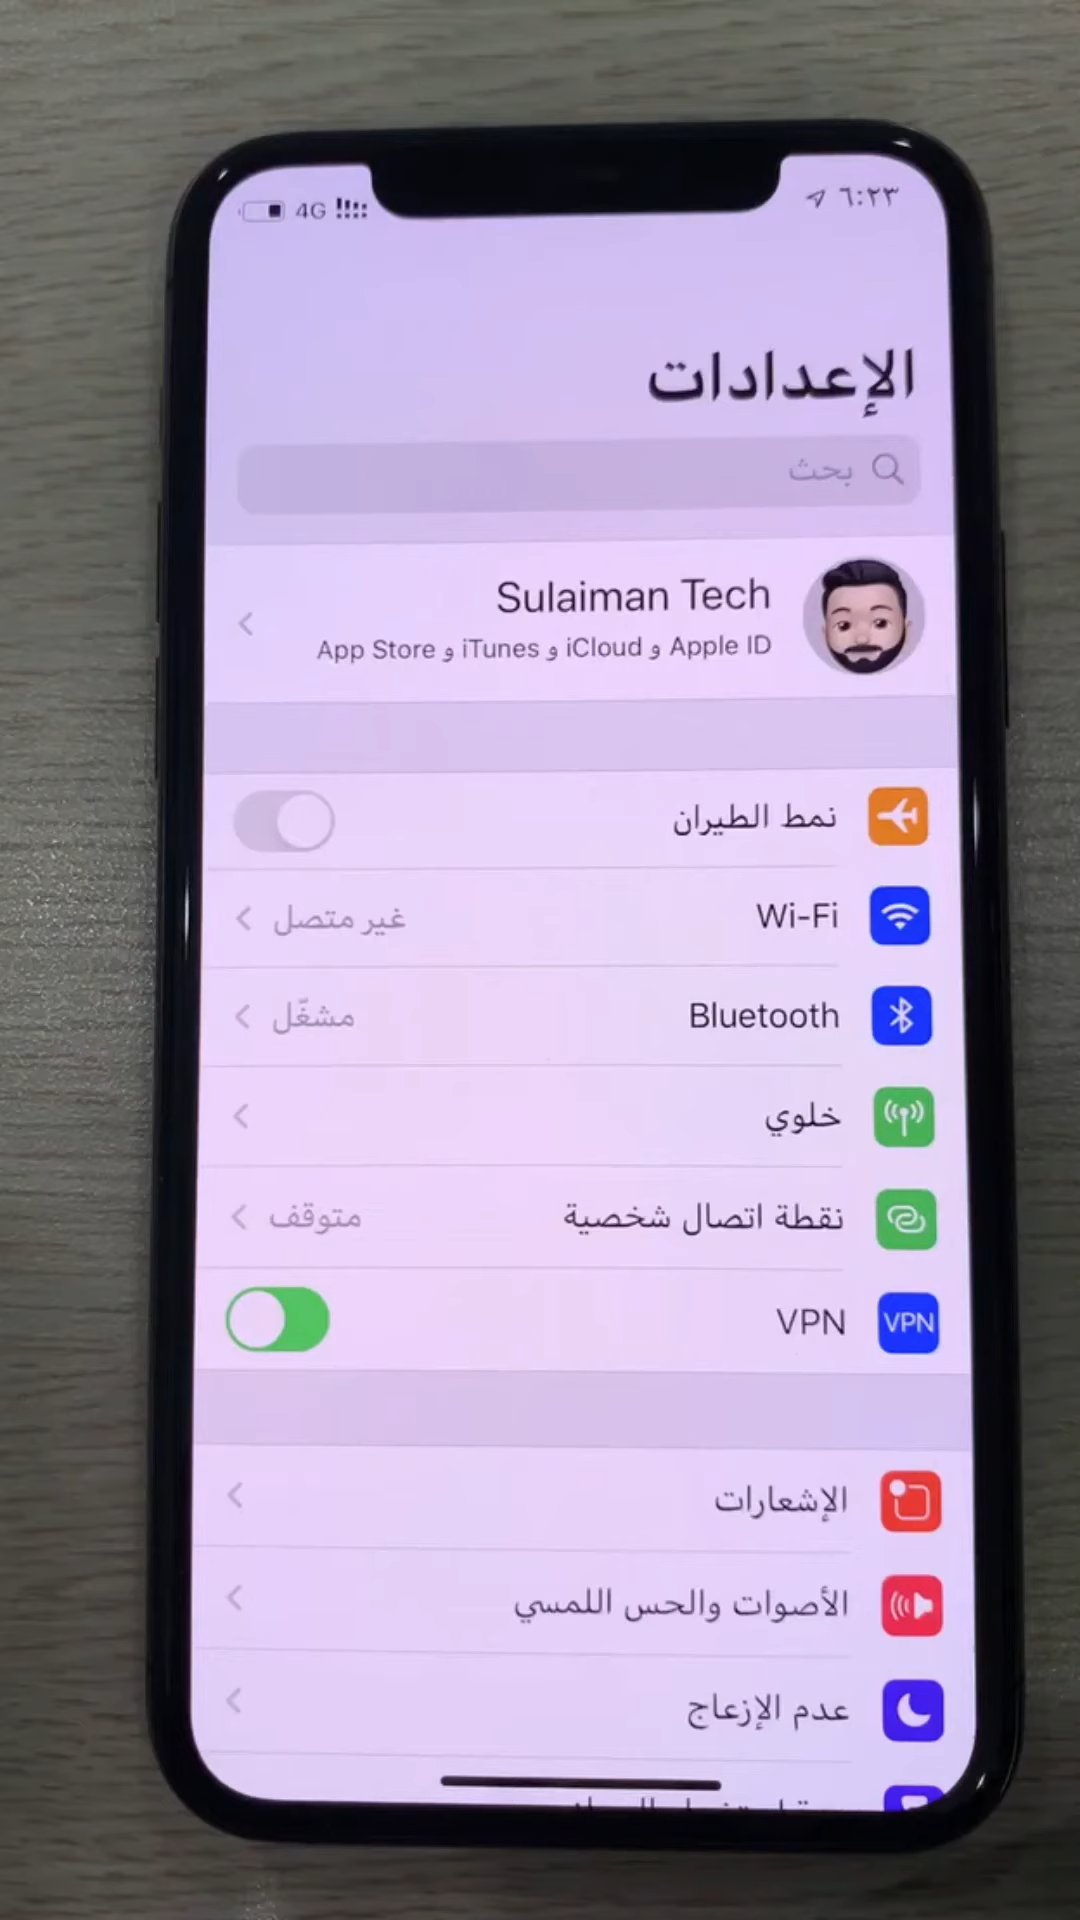 ٦:٢٣
4G
الإعدادات
بحث
Sulaiman Tech
Apple ID و iCloud و iTunes و App Store
نمط الطيران
Wi-Fi غير متصل
Bluetooth مشغّل
خلوي
نقطة اتصال شخصية متوقف
VPN VPN
الإشعارات
الأصوات والحس اللمسي
عدم الإزعاج